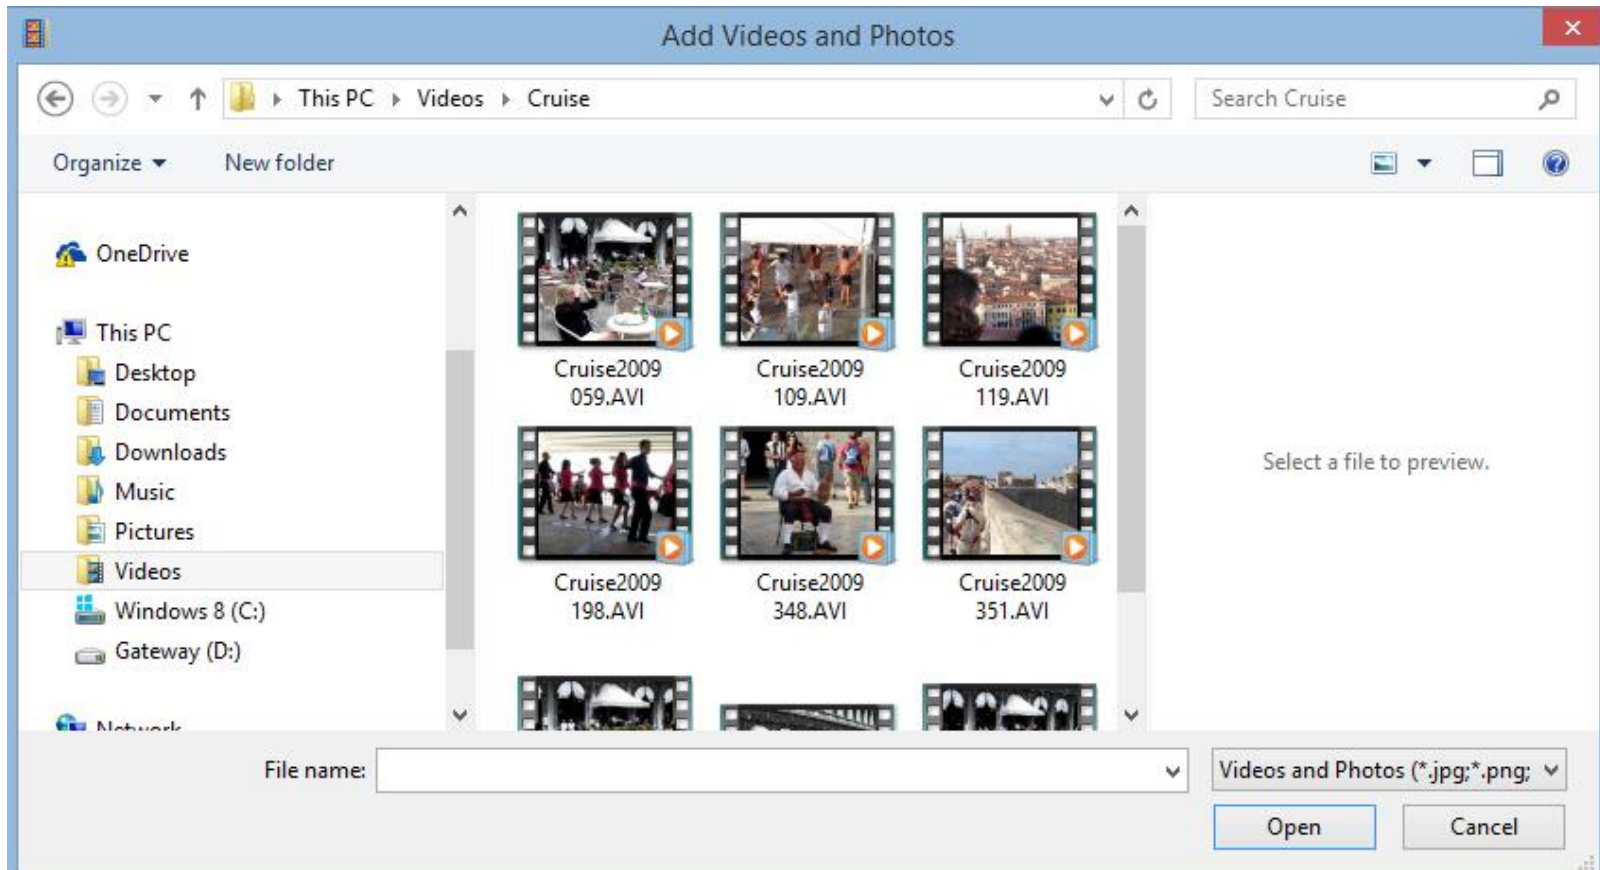 Add Videos and Photos
This PC Videos Cruise
Search Cruise
Organize New folder
OneDrive
This PC
Desktop
Documents
Downloads
Music
Pictures
Videos
Windows 8 (C:)
Gateway (D:)
Network
Cruise2009
059.AVI
Cruise2009
109.AVI
Cruise2009
119.AVI
Cruise2009
198.AVI
Cruise2009
348.AVI
Cruise2009
351.AVI
Select a file to preview.
File name:
Videos and Photos (*.jpg;*.png;
Open
Cancel